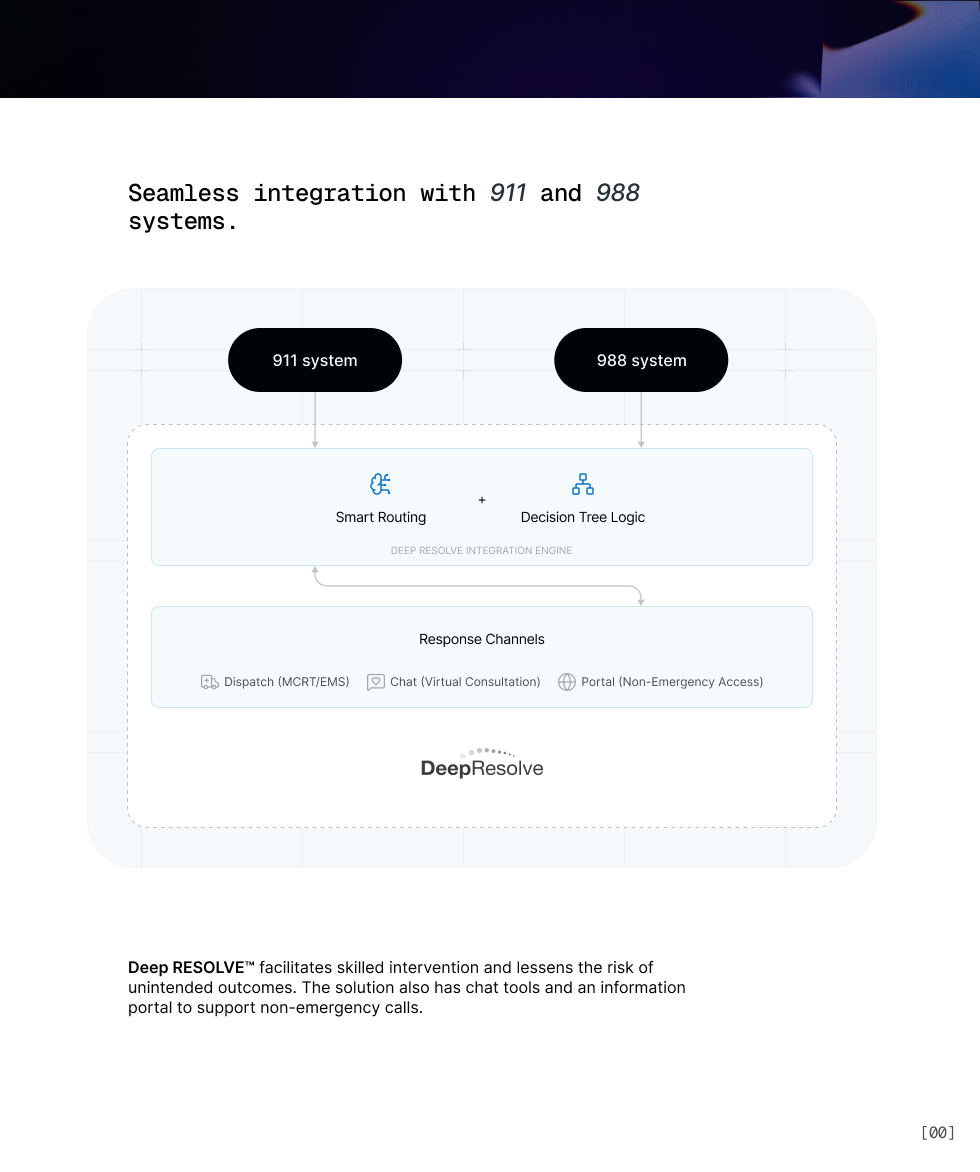 Seamless integration with 911 and 988
systems.
911 system
988 system
Smart Routing
+
Decision Tree Logic
DEEP RESOLVE INTEGRATION ENGINE
Response Channels
Dispatch (MCRT/EMS)
Chat (Virtual Consultation)
Portal (Non-Emergency Access)
DeepResolve
Deep RESOLVE™ facilitates skilled intervention and lessens the risk of
unintended outcomes. The solution also has chat tools and an information
portal to support non-emergency calls.
[00]